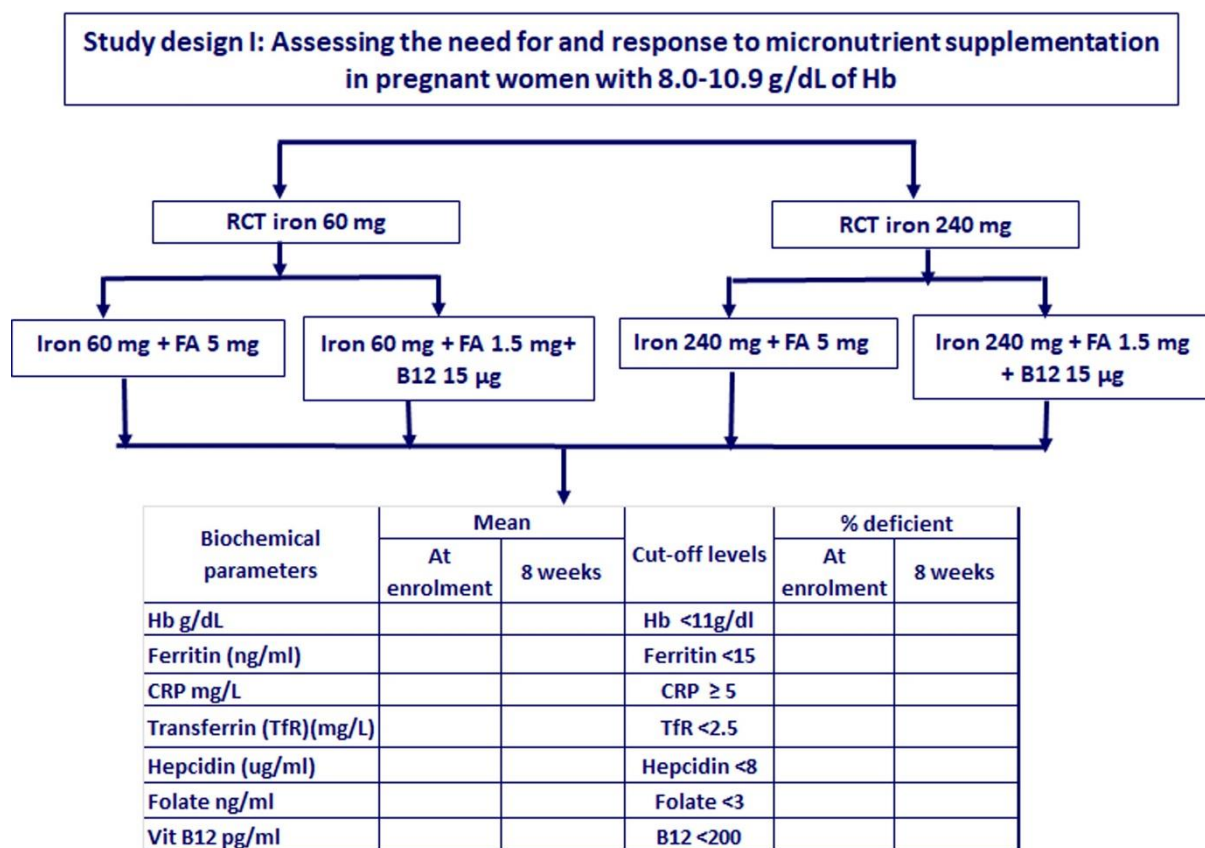 Study design I: Assessing the need for and response to micronutrient supplementation
in pregnant women with 8.0-10.9 g/dL of Hb
RCT iron 60 mg
RCT iron 240 mg
Iron 60 mg + FA 5 mg
Iron 60 mg + FA 1.5 mg+
B12 15 µg
Iron 240 mg + FA 5 mg
Iron 240 mg + FA 1.5 mg
+ B12 15 µg
Biochemical
parameters
Mean
Cut-off levels
% deficient
At
enrolment
8 weeks
At
enrolment
8 weeks
Hb g/dL
Hb <11g/dl
Ferritin (ng/ml)
Ferritin <15
CRP mg/L
CRP ≥ 5
Transferrin (TfR)(mg/L)
TfR <2.5
Hepcidin (ug/ml)
Hepcidin <8
Folate ng/ml
Folate <3
Vit B12 pg/ml
B12 <200